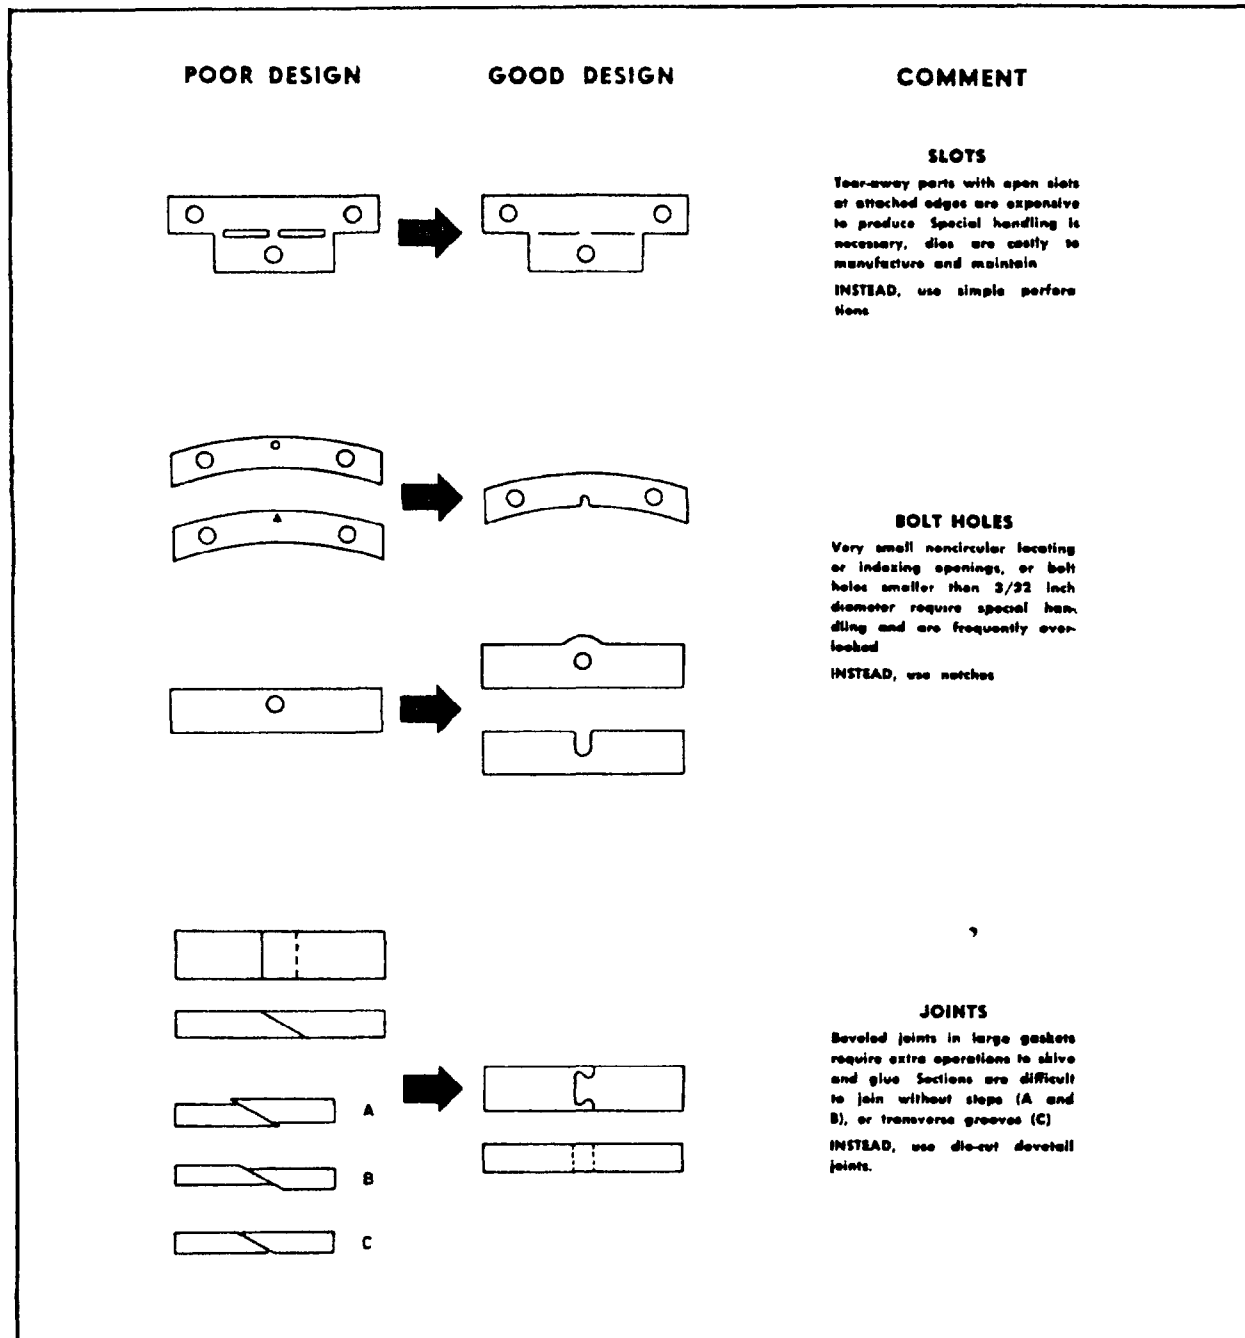 POOR DESIGN
GOOD DESIGN
COMMENT
SLOTS
Tear-away parts with open slots
at attached edges are expensive
to produce Special handling is
necessary, dies are costly to
manufacture and maintain
INSTEAD, use simple perfora
tions
BOLT HOLES
Very small noncircular locating
or indexing openings, or bolt
holes smaller than 3/32 inch
diameter require special han-
dling and are frequently over-
looked
INSTEAD, use notches
A
B
C
JOINTS
Beveled joints in large gaskets
require extra operations to skive
and glue Sections are difficult
to join without steps (A and
B), or transverse grooves (C)
INSTEAD, use die-cut dovetail
joints.